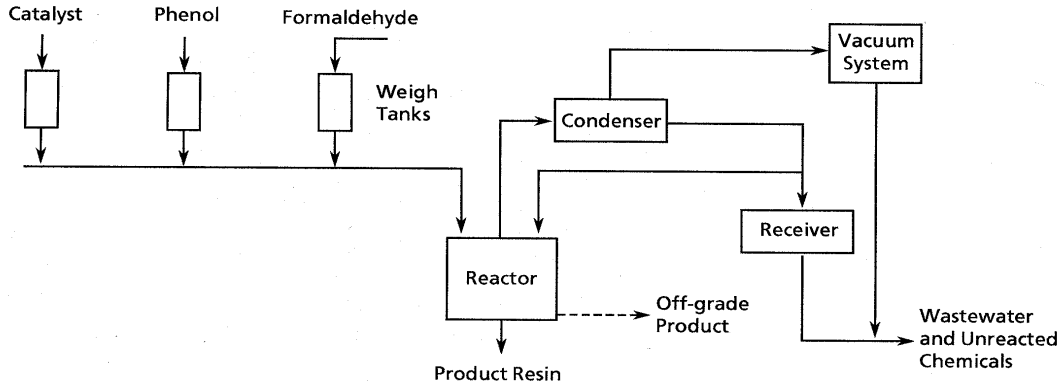 Catalyst
Phenol
Formaldehyde
Vacuum
System
Weigh
Tanks
Condenser
Receiver
Reactor
Off-grade
Product
Wastewater
and Unreacted
Chemicals
Product Resin